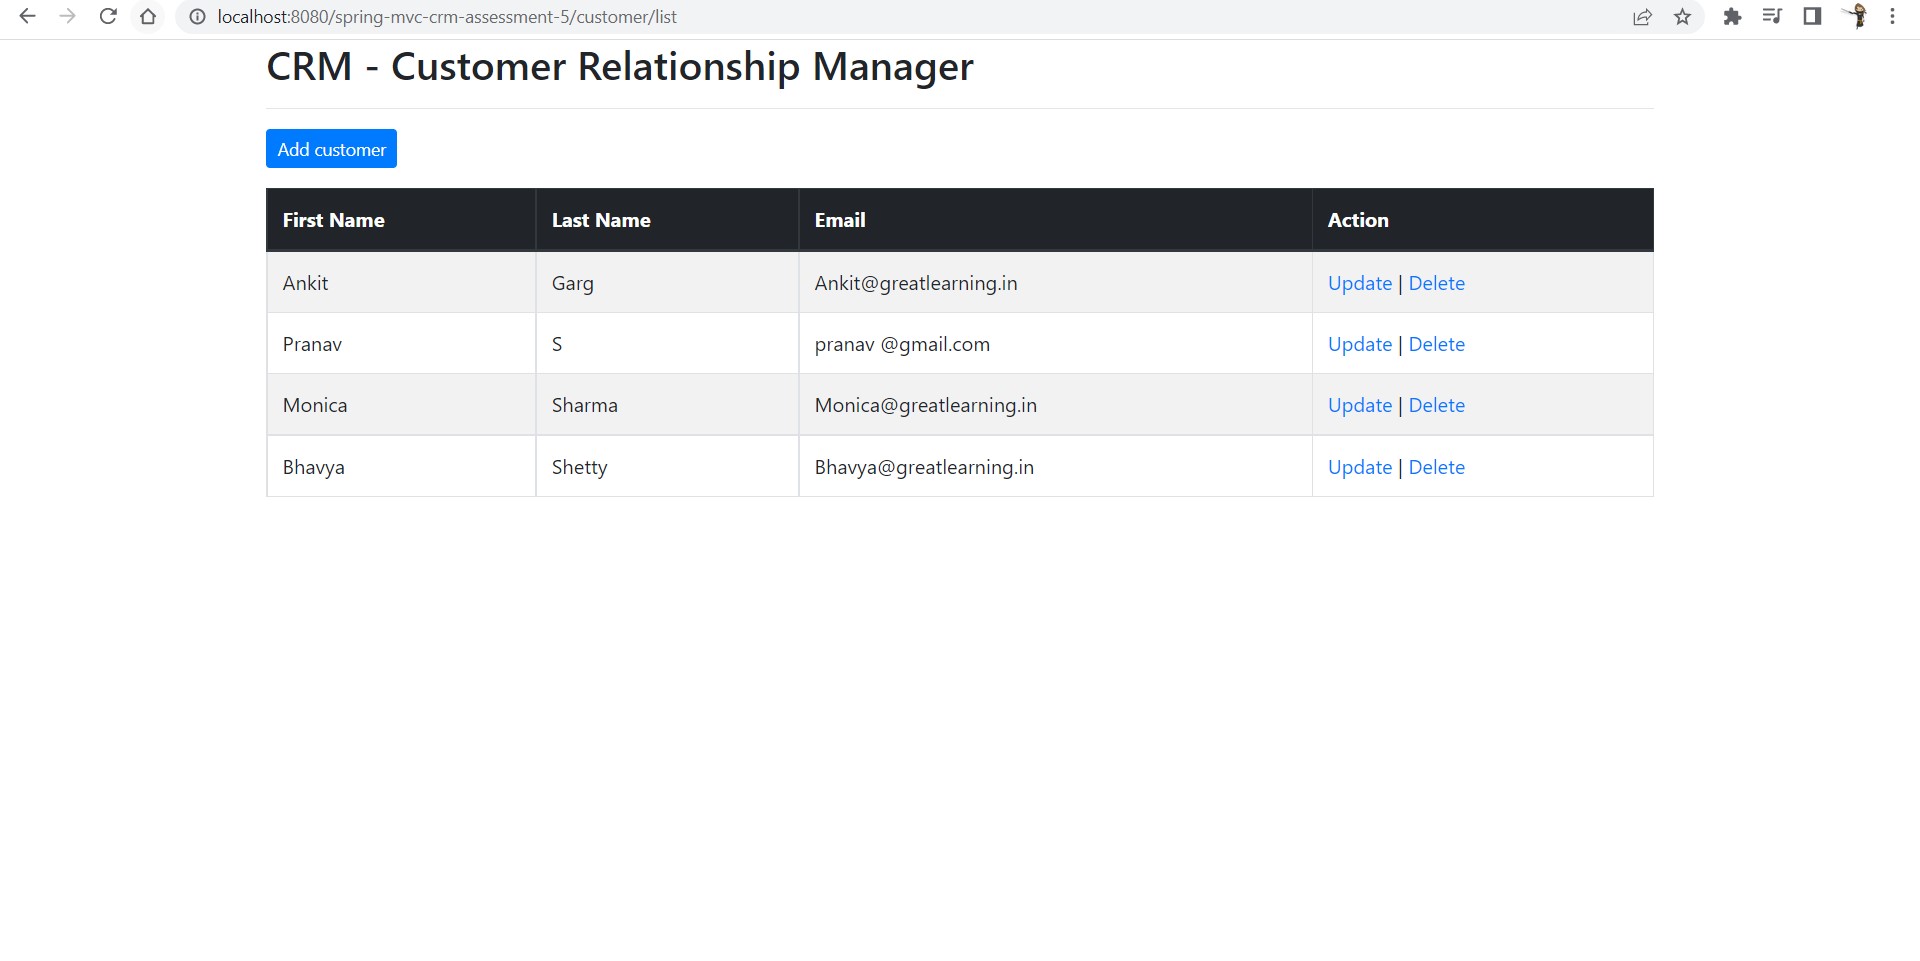 localhost:8080/spring-mvc-crm-assessment-5/customer/list
CRM - Customer Relationship Manager
Add customer
First Name Last Name Email Action
Ankit Garg Ankit@greatlearning.in Update | Delete
Pranav S pranav @gmail.com Update | Delete
Monica Sharma Monica@greatlearning.in Update | Delete
Bhavya Shetty Bhavya@greatlearning.in Update | Delete